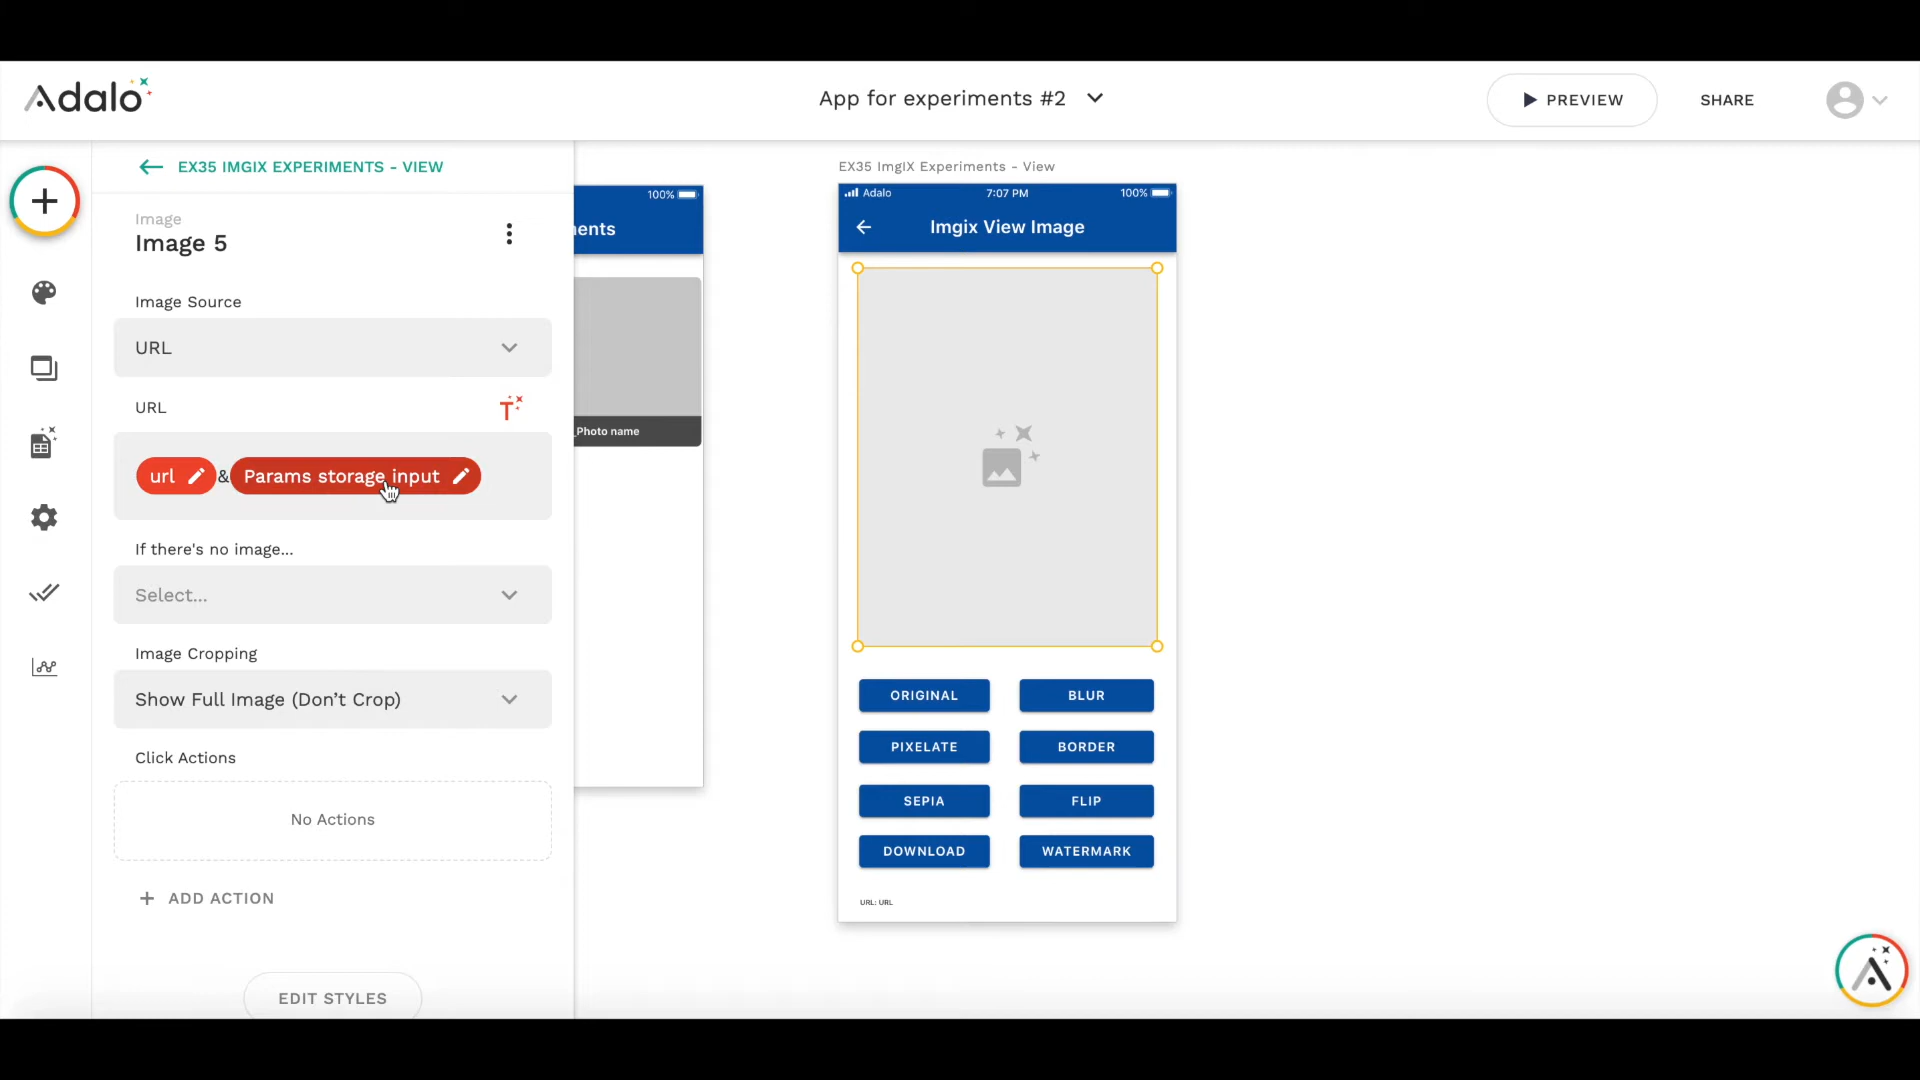 Adalo
App for experiments #2
PREVIEW
SHARE
EX35 IMGIX EXPERIMENTS - VIEW
Image
Image 5
Image Source
URL
URL
T
url & Params storage input
If there's no image...
Select...
Image Cropping
Show Full Image (Don’t Crop)
Click Actions
No Actions
+ ADD ACTION
EDIT STYLES
100%
ents
_Photo name
EX35 ImgIX Experiments - View
Adalo 7:07 PM 100%
Imgix View Image
ORIGINAL BLUR
PIXELATE BORDER
SEPIA FLIP
DOWNLOAD WATERMARK
URL: URL